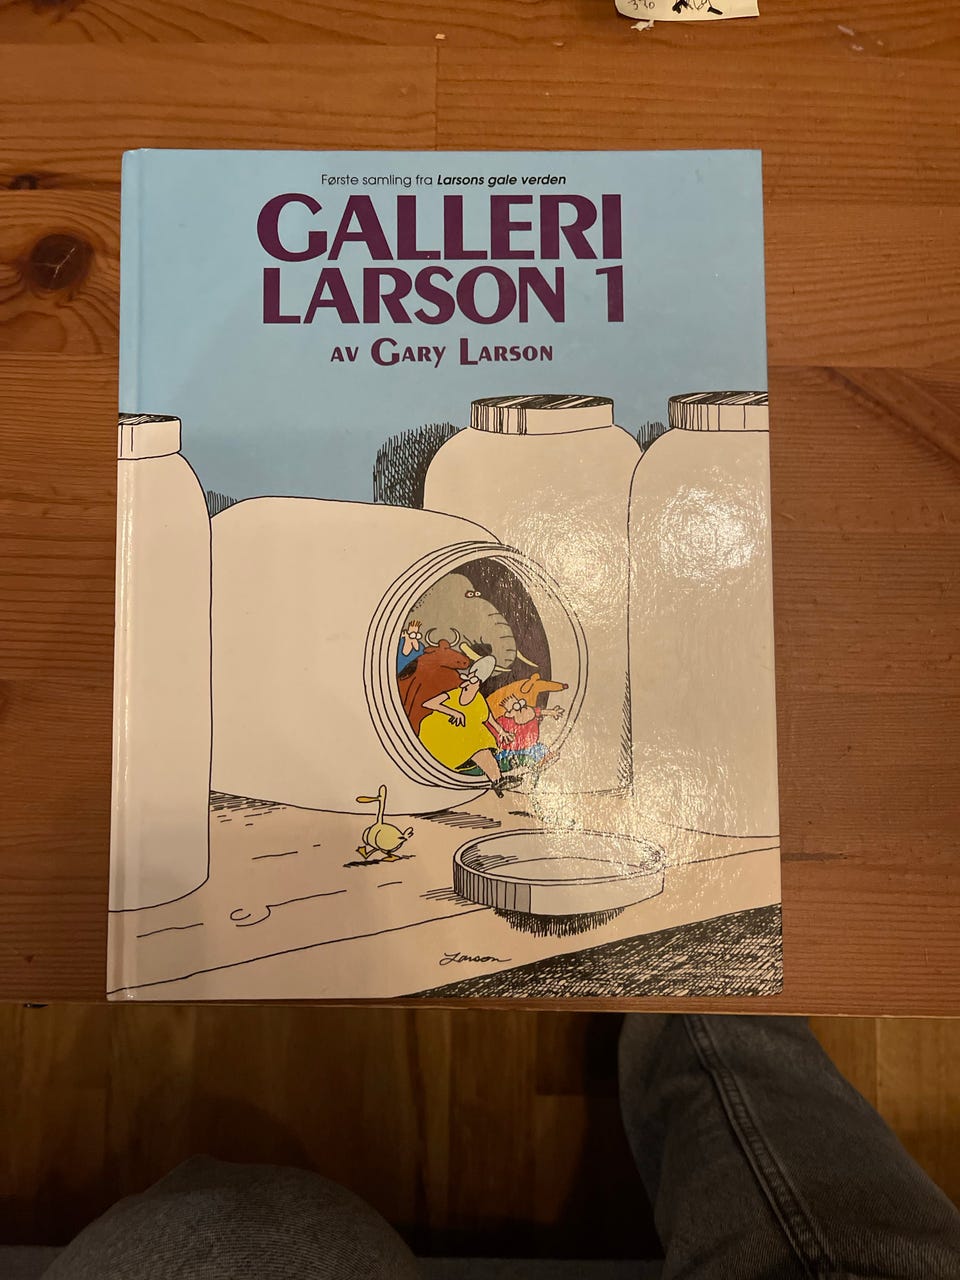 Første samling fra Larsons gale verden
GALLERI
LARSON 1
AV GARY LARSON
Larson